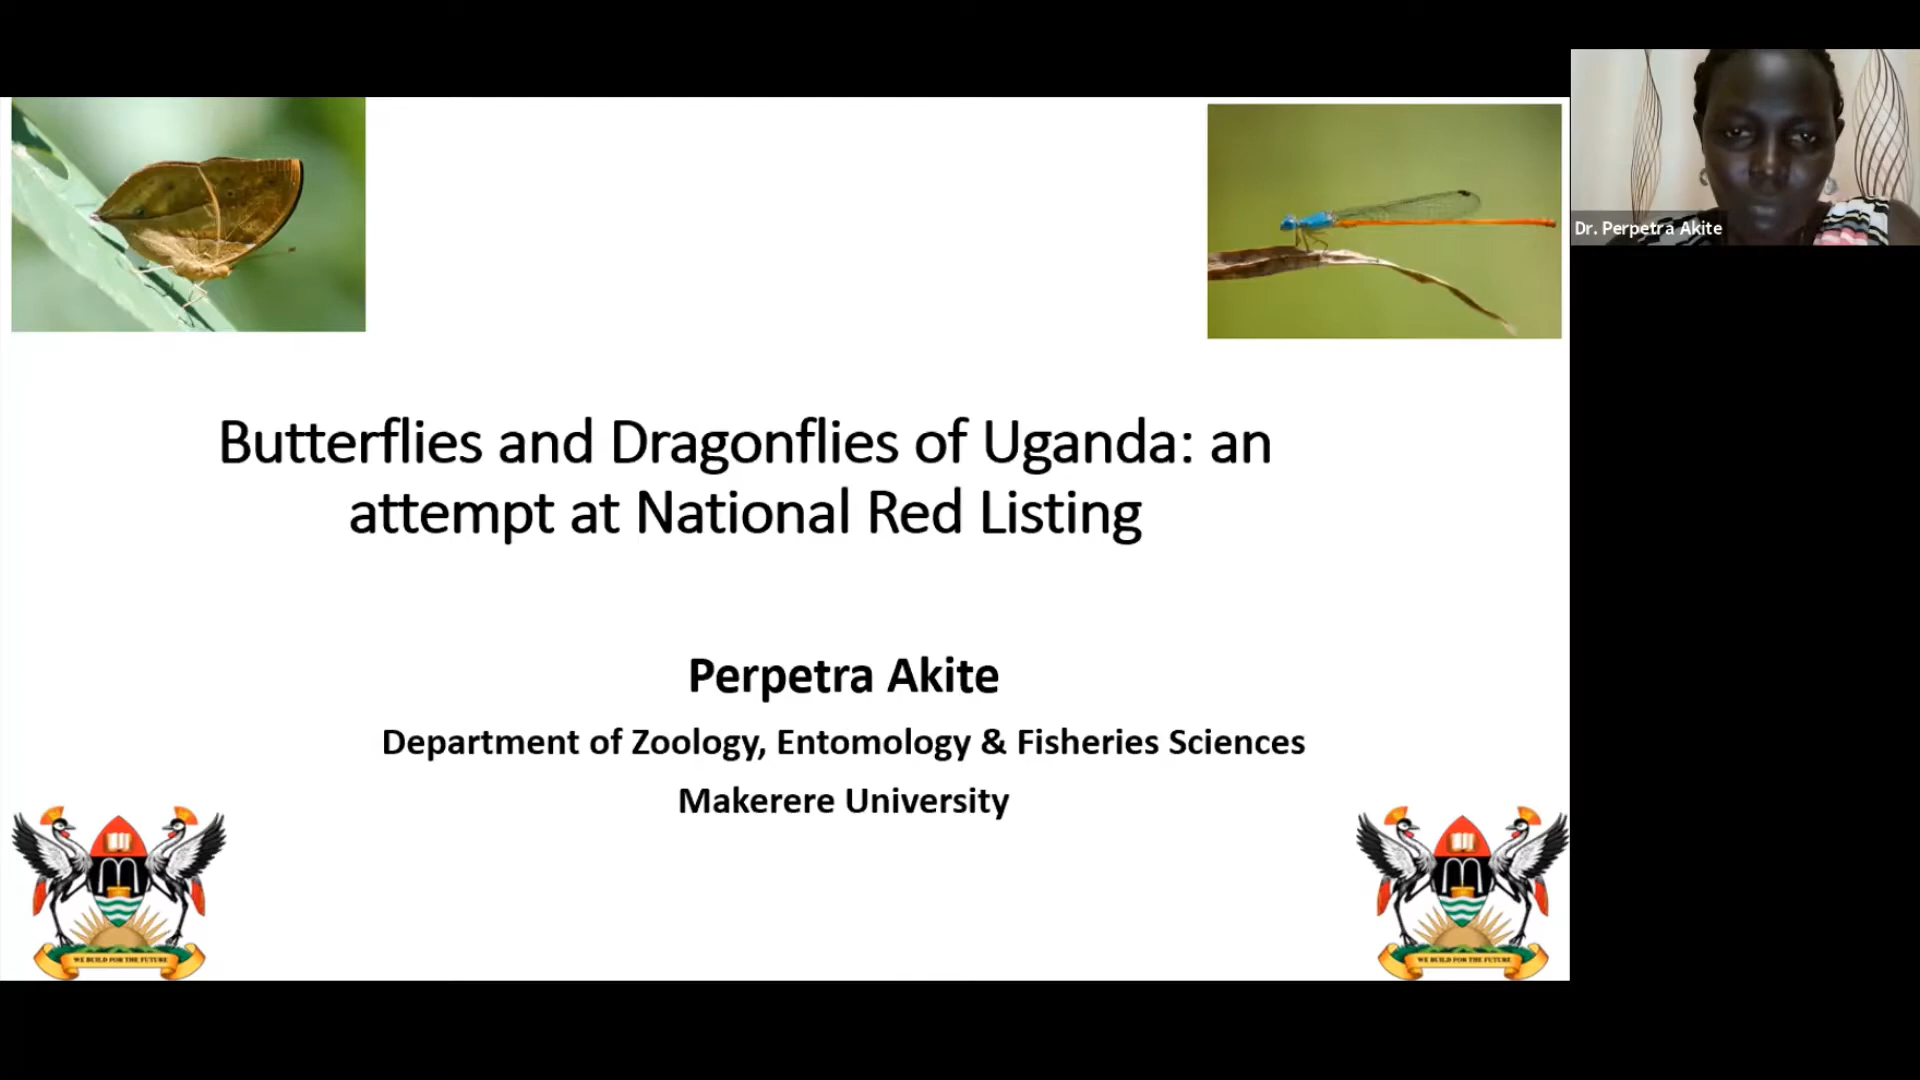 Dr. Perpetra Akite
Butterflies and Dragonflies of Uganda: an
attempt at National Red Listing
Perpetra Akite
Department of Zoology, Entomology & Fisheries Sciences
Makerere University
WE BUILD FOR THE FUTURE
WE BUILD FOR THE FUTURE